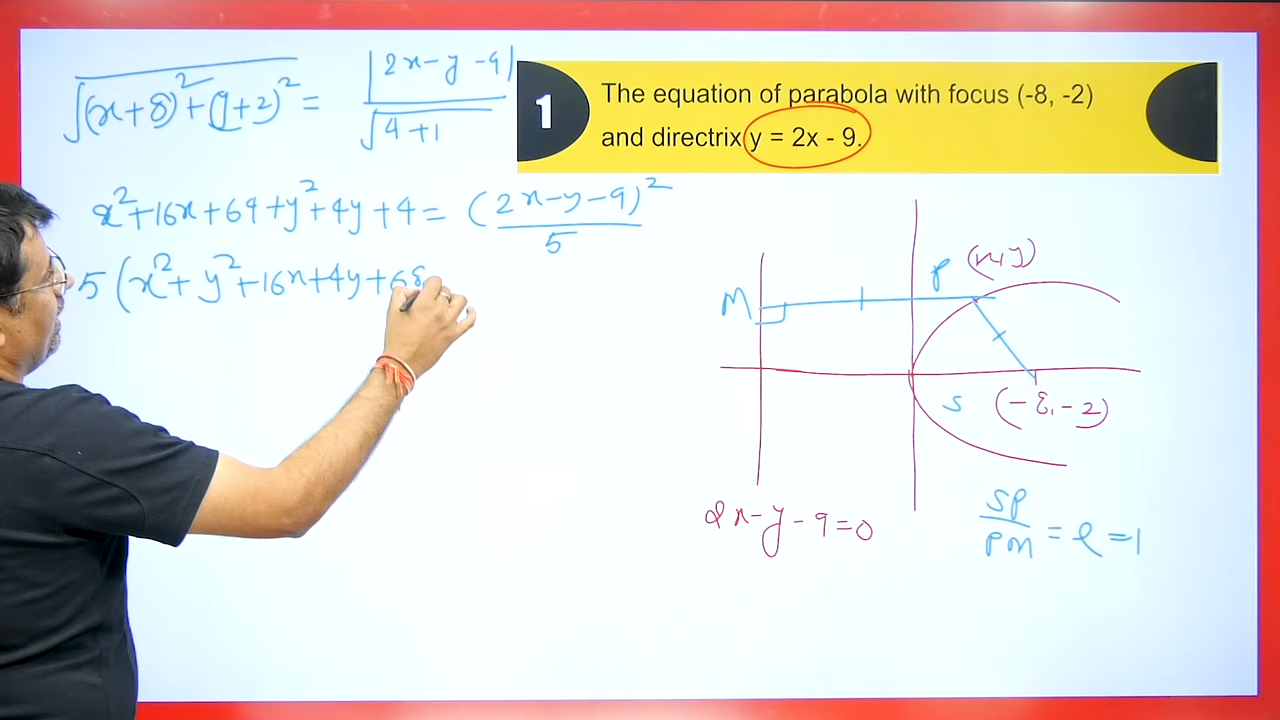 √((x+8)²+(y+2)²) = |2x-y-9| / √(4+1)
1
The equation of parabola with focus (-8, -2)
and directrix y = 2x - 9.
x²+16x+64+y²+4y+4 = (2x-y-9)² / 5
5(x²+y²+16x+4y+68
P (x,y)
M
S (-8,-2)
2x-y-9=0
SP/PM = e = 1